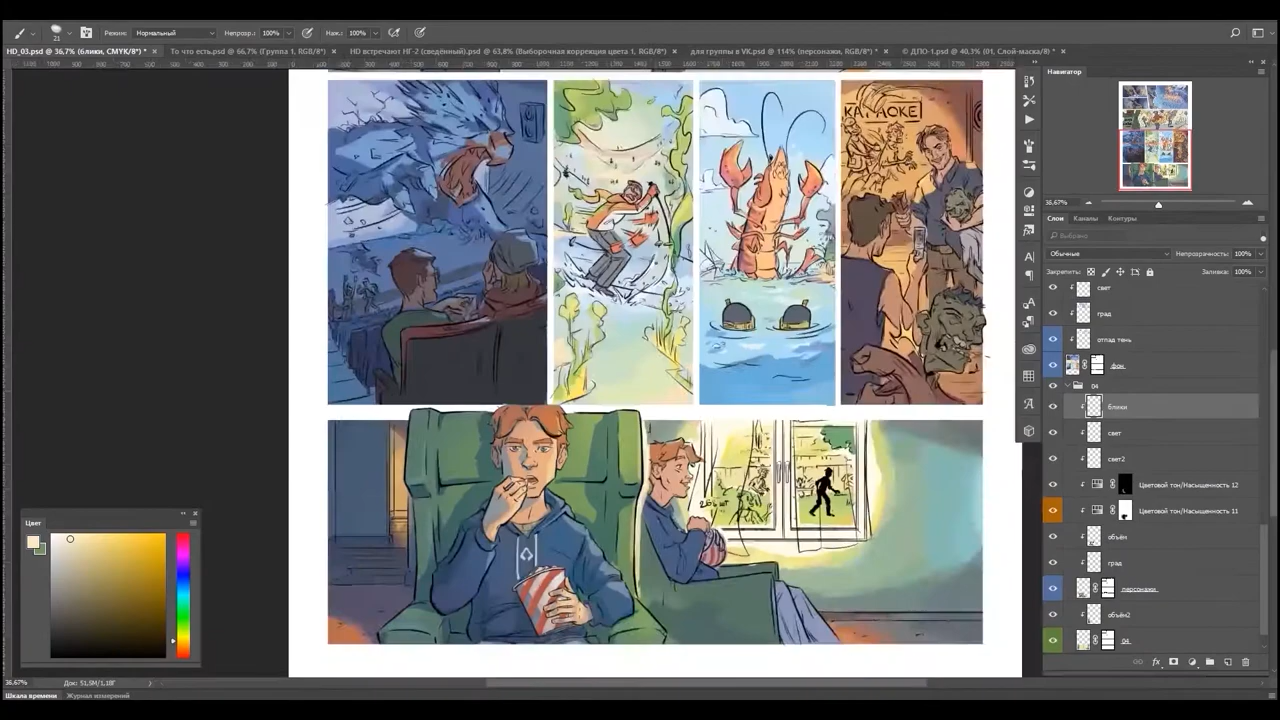 21 Режим: Нормальный Непрозр.: 100% Наж.: 100%
HD_03.psd @ 36,7% (блики, CMYK/8*) * × То что есть.psd @ 66,7% (Группа 1, RGB/8*) × HD встречают НГ-2 (сведённый).psd @ 63,8% (Выборочная коррекция цвета 1, RGB/8*) × для группы в VK.psd @ 114% (персонажи, RGB/8*) * × © ДПО-1.psd @ 40,3% (01, Слой-маска/8*) * ×
Навигатор
КАРАОКЕ
36,67%
Слои Каналы Контуры
Выбрано
Обычные Непрозрачность: 100%
Закрепить: Заливка: 100%
свет
град
отпад тень
фон
04
блики
свет
свет2
Цветовой тон/Насыщенность 12
Цветовой тон/Насыщенность 11
объём
град
персонажи
объём2
04
Цвет
36,67% Док: 51,5M/1,18Г
Шкала времени Журнал измерений